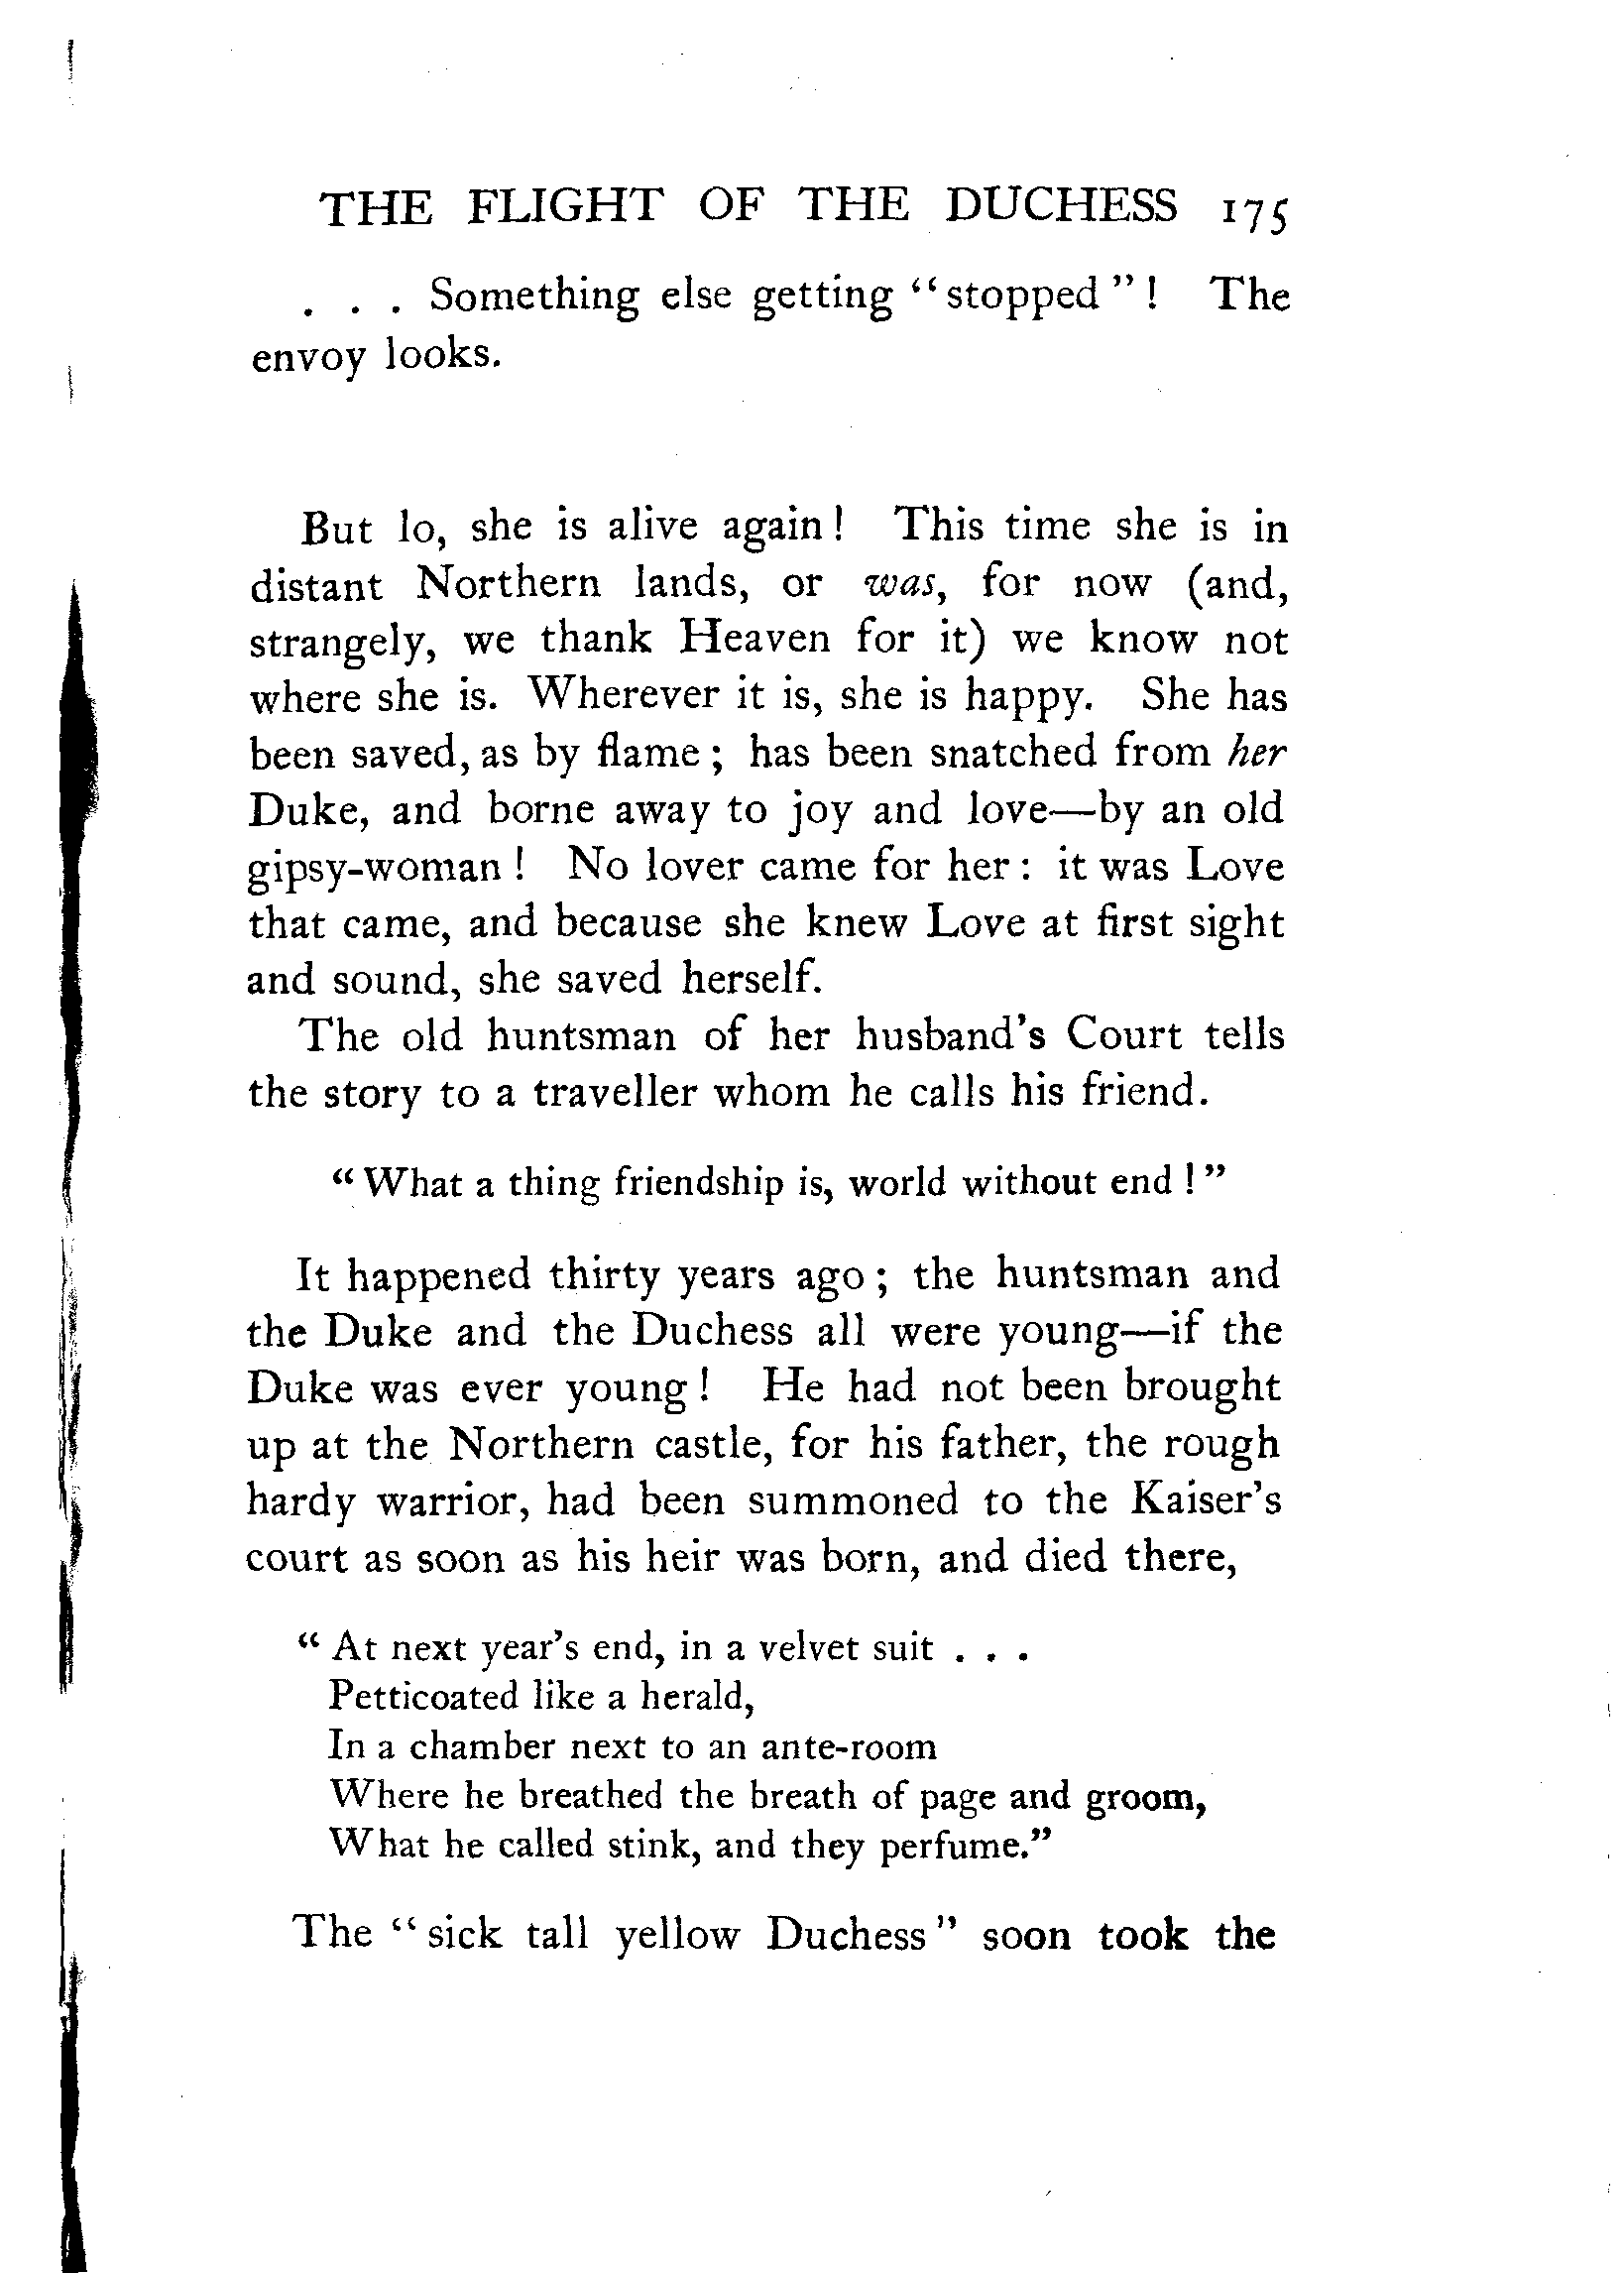 THE FLIGHT OF THE DUCHESS 175
. . . Something else getting “stopped”! The
envoy looks.
But lo, she is alive again! This time she is in
distant Northern lands, or was, for now (and,
strangely, we thank Heaven for it) we know not
where she is. Wherever it is, she is happy. She has
been saved, as by flame; has been snatched from her
Duke, and borne away to joy and love—by an old
gipsy-woman! No lover came for her: it was Love
that came, and because she knew Love at first sight
and sound, she saved herself.
The old huntsman of her husband's Court tells
the story to a traveller whom he calls his friend.
“What a thing friendship is, world without end!”
It happened thirty years ago; the huntsman and
the Duke and the Duchess all were young—if the
Duke was ever young! He had not been brought
up at the Northern castle, for his father, the rough
hardy warrior, had been summoned to the Kaiser's
court as soon as his heir was born, and died there,
“At next year's end, in a velvet suit . . .
Petticoated like a herald,
In a chamber next to an ante-room
Where he breathed the breath of page and groom,
What he called stink, and they perfume.”
The “sick tall yellow Duchess” soon took the